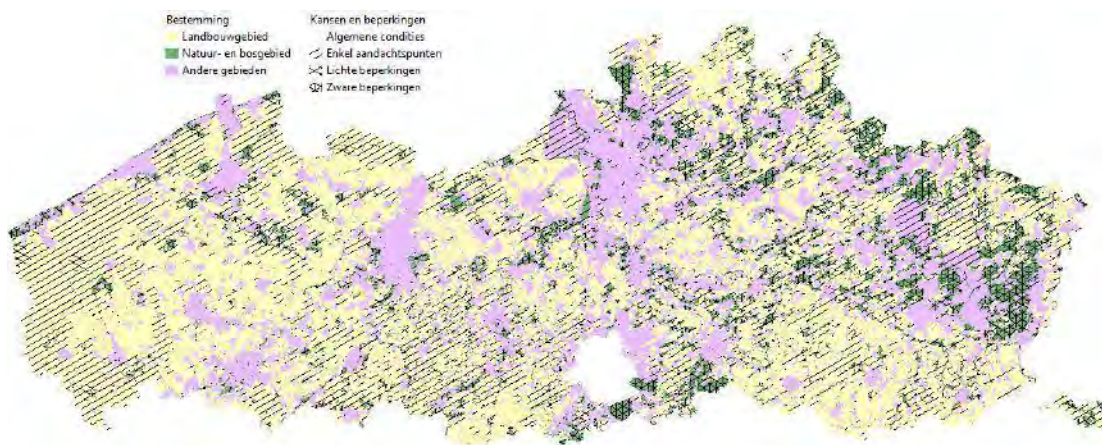 Bestemming
Landbouwgebied
Natuur- en bosgebied
Andere gebieden
Kansen en beperkingen
Algemene condities
Enkel aandachtspunten
Lichte beperkingen
Zware beperkingen